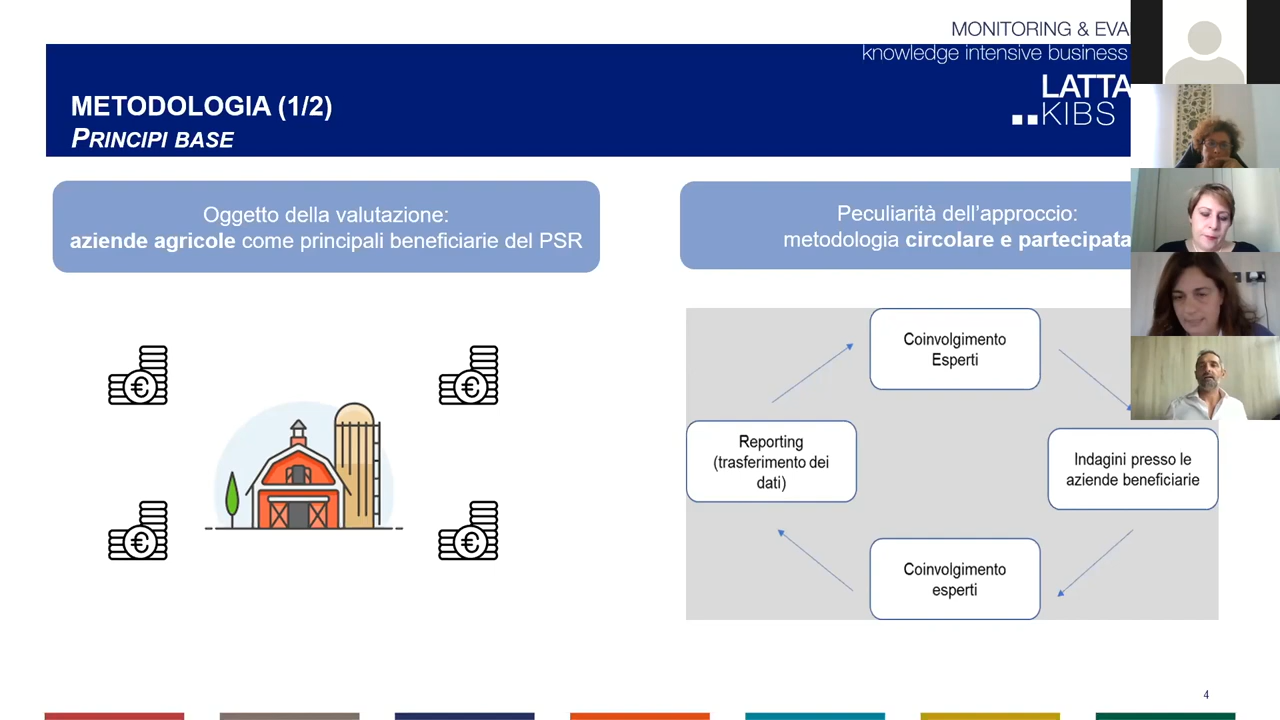 MONITORING & EVA
knowledge intensive business
LATTA
KIBS
METODOLOGIA (1/2)
PRINCIPI BASE
Oggetto della valutazione:
aziende agricole come principali beneficiarie del PSR
Peculiarità dell'approccio:
metodologia circolare e partecipata
Coinvolgimento
Esperti
Reporting
(trasferimento dei
dati)
Indagini presso le
aziende beneficiarie
Coinvolgimento
esperti
€
€
€
€
4